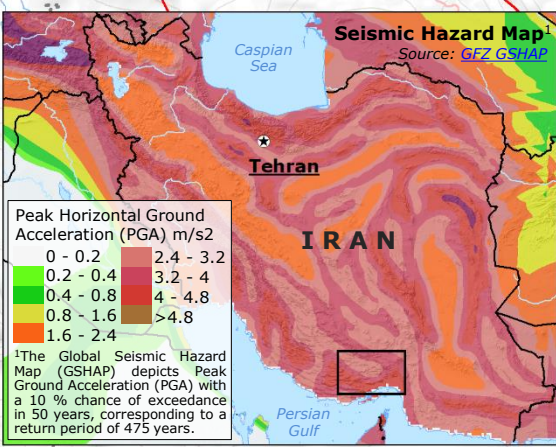 Seismic Hazard Map1
Source: GFZ GSHAP
Caspian
Sea
Tehran
IRAN
Peak Horizontal Ground
Acceleration (PGA) m/s2
0 - 0.2
0.2 - 0.4
0.4 - 0.8
0.8 - 1.6
1.6 - 2.4
2.4 - 3.2
3.2 - 4
4 - 4.8
>4.8
1The Global Seismic Hazard
Map (GSHAP) depicts Peak
Ground Acceleration (PGA) with
a 10 % chance of exceedance
in 50 years, corresponding to a
return period of 475 years.
Persian
Gulf